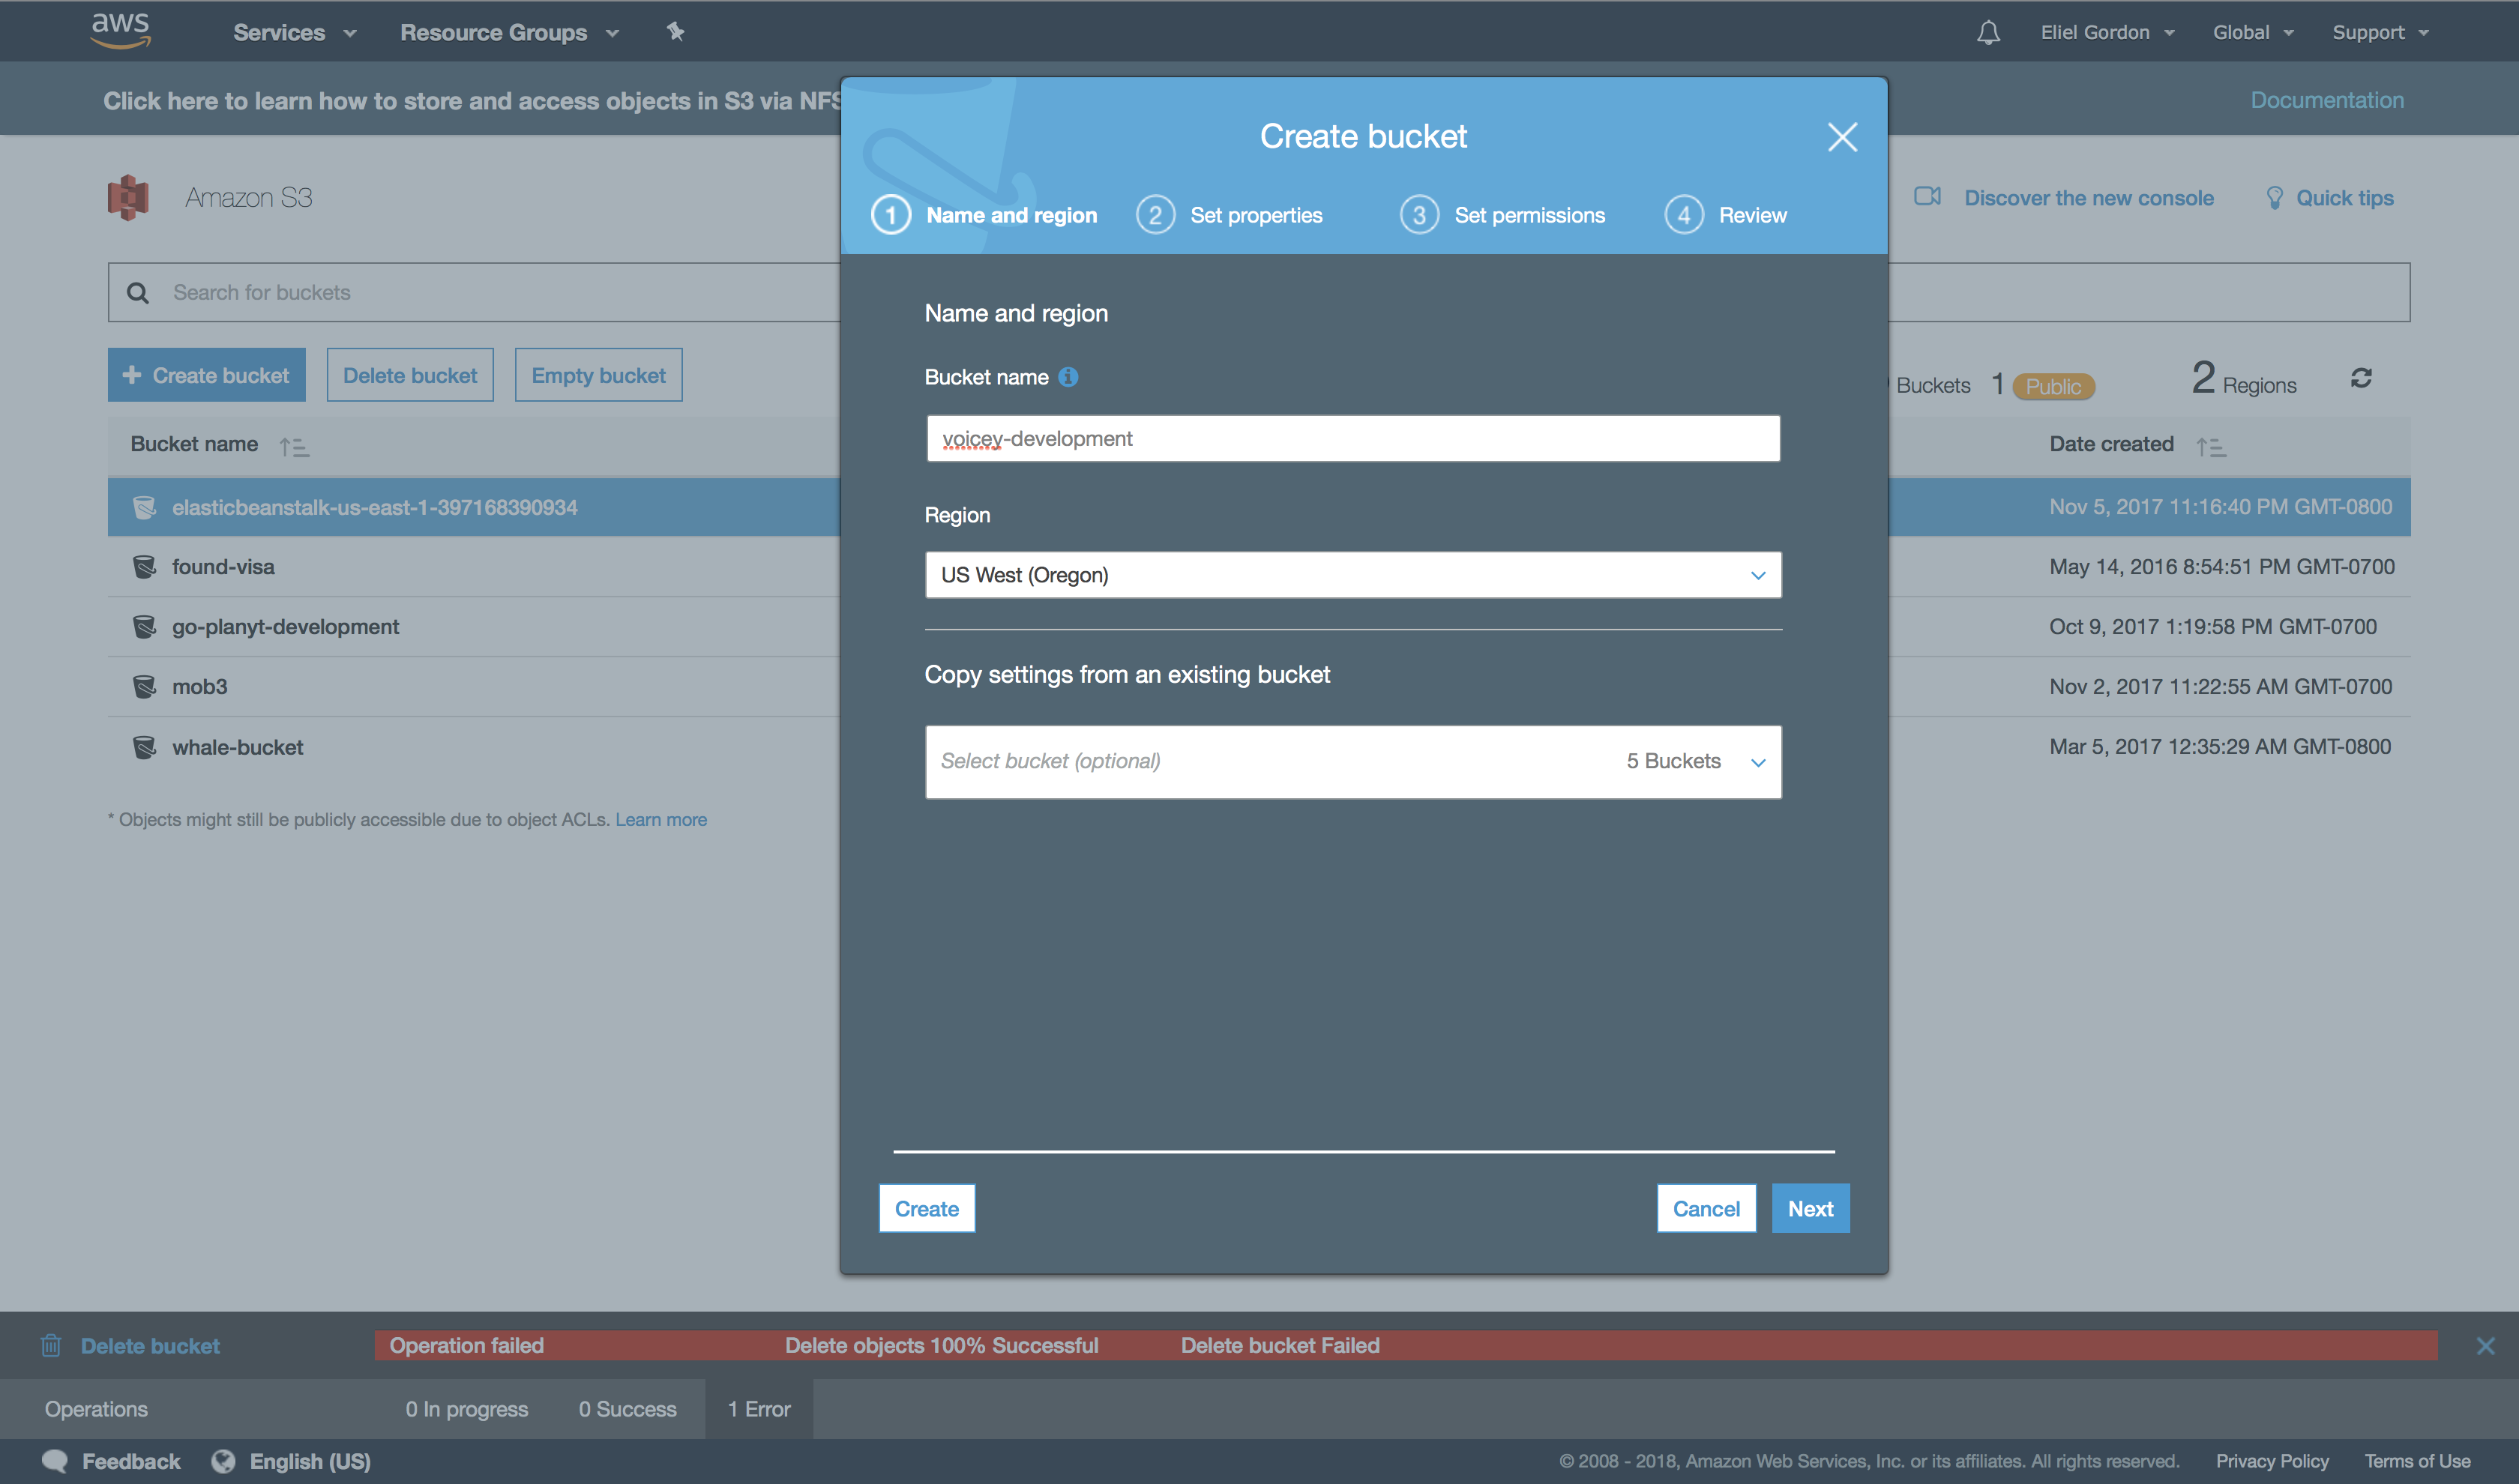 aws
Services
Resource Groups
Eliel Gordon
Global
Support
Click here to learn how to store and access objects in S3 via NFS
Documentation
Amazon S3
Discover the new console
Quick tips
Search for buckets
Create bucket
Delete bucket
Empty bucket
Buckets
1 Public
2 Regions
Bucket name
Date created
elasticbeanstalk-us-east-1-397168390934
Nov 5, 2017 11:16:40 PM GMT-0800
found-visa
May 14, 2016 8:54:51 PM GMT-0700
go-planyt-development
Oct 9, 2017 1:19:58 PM GMT-0700
mob3
Nov 2, 2017 11:22:55 AM GMT-0700
whale-bucket
Mar 5, 2017 12:35:29 AM GMT-0800
* Objects might still be publicly accessible due to object ACLs. Learn more
Create bucket
1 Name and region
2 Set properties
3 Set permissions
4 Review
Name and region
Bucket name
voicey-development
Region
US West (Oregon)
Copy settings from an existing bucket
Select bucket (optional)
5 Buckets
Create
Cancel
Next
Delete bucket
Operation failed
Delete objects 100% Successful
Delete bucket Failed
Operations
0 In progress
0 Success
1 Error
Feedback
English (US)
© 2008 - 2018, Amazon Web Services, Inc. or its affiliates. All rights reserved.
Privacy Policy
Terms of Use